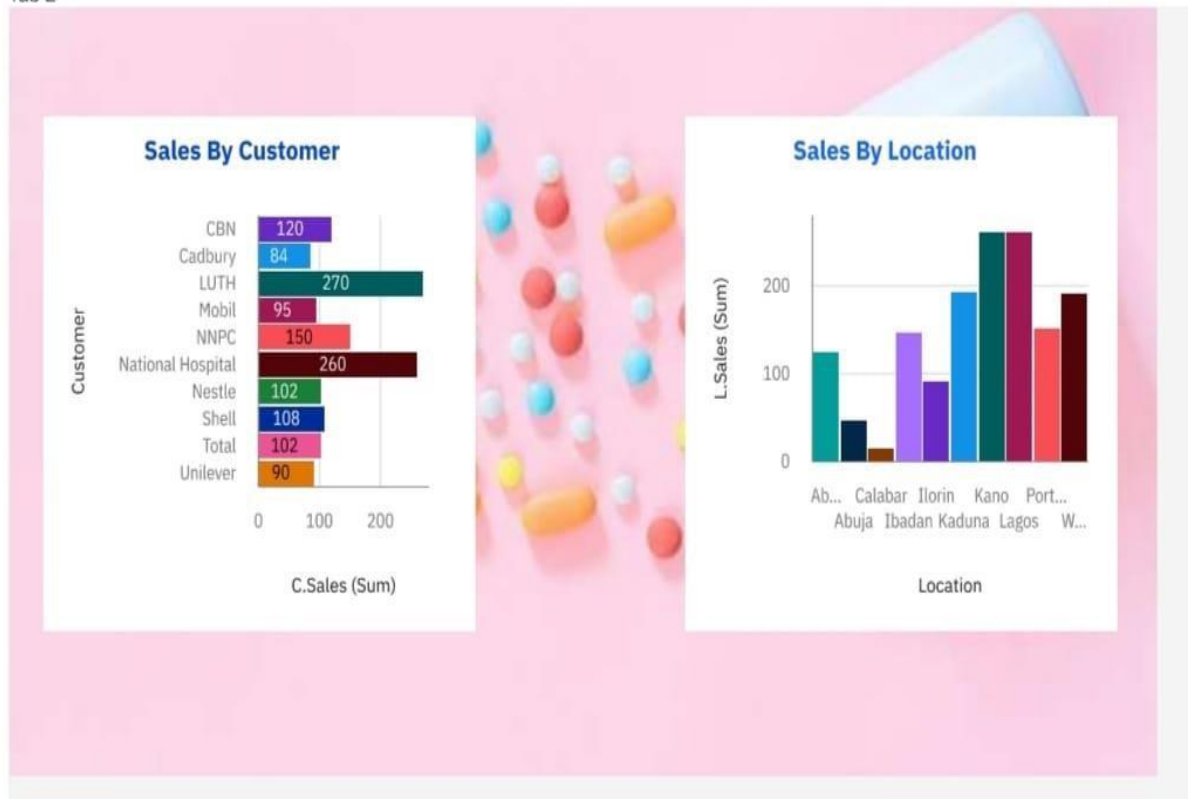 Sales By Customer
Customer
CBN 120
Cadbury 84
LUTH 270
Mobil 95
NNPC 150
National Hospital 260
Nestle 102
Shell 108
Total 102
Unilever 90
0 100 200
C.Sales (Sum)
Sales By Location
L.Sales (Sum)
200
100
0
Ab... Calabar Ilorin Kano Port...
Abuja Ibadan Kaduna Lagos W...
Location